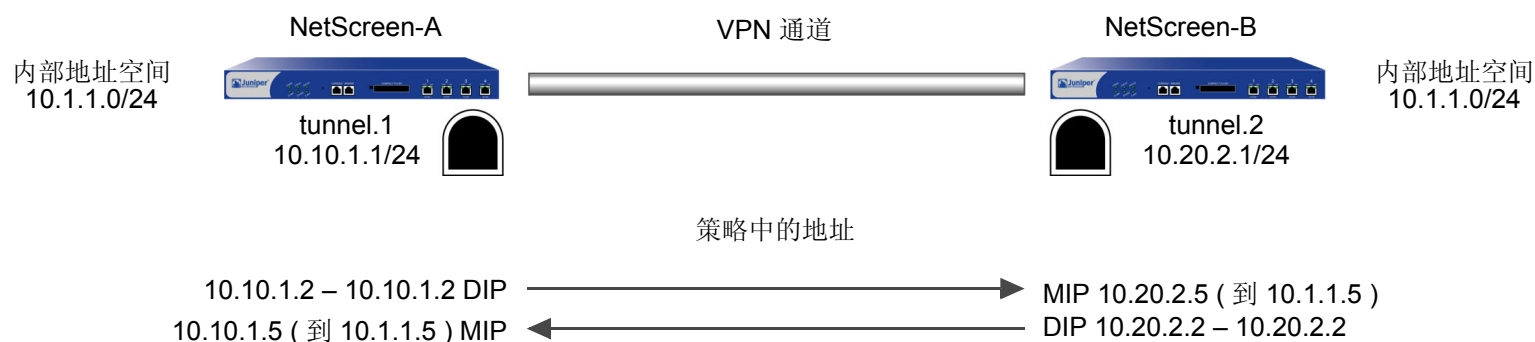 NetScreen-A
VPN 通道
NetScreen-B
内部地址空间
10.1.1.0/24
Juniper
Juniper
内部地址空间
10.1.1.0/24
tunnel.1
10.10.1.1/24
tunnel.2
10.20.2.1/24
策略中的地址
10.10.1.2 – 10.10.1.2 DIP
MIP 10.20.2.5 ( 到 10.1.1.5 )
10.10.1.5 ( 到 10.1.1.5 ) MIP
DIP 10.20.2.2 – 10.20.2.2